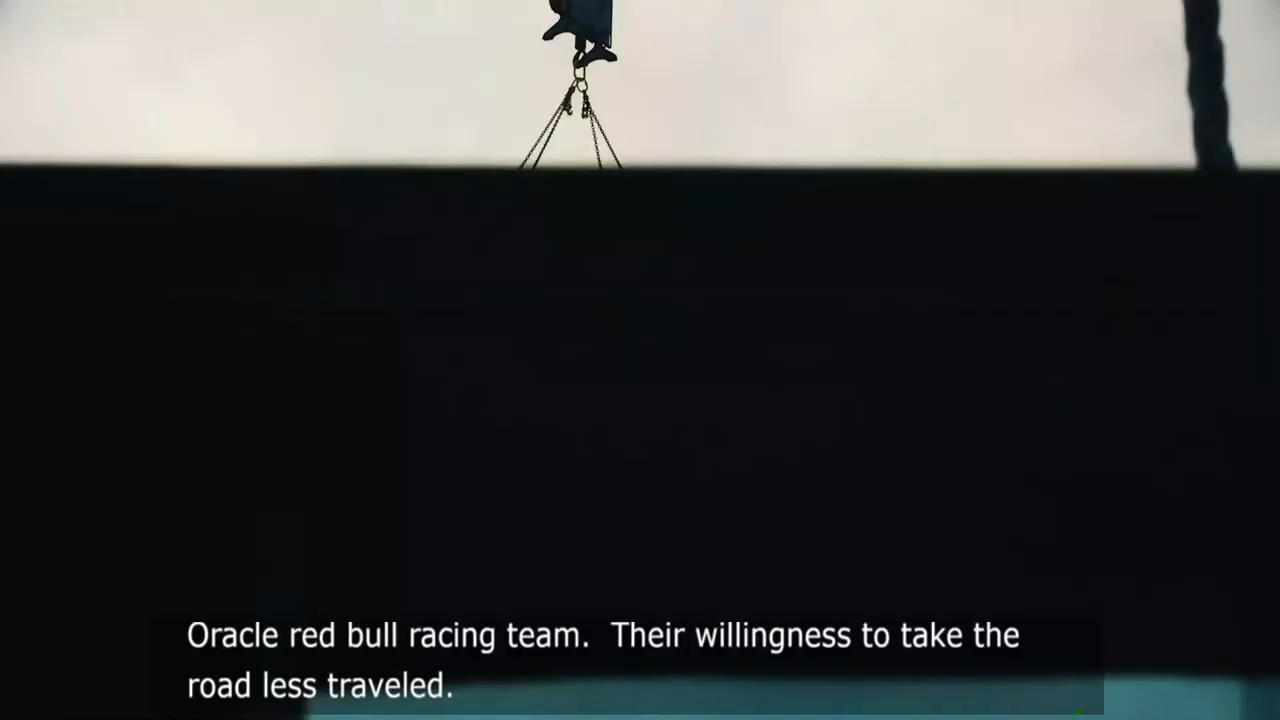 Oracle red bull racing team.  Their willingness to take the
road less traveled.